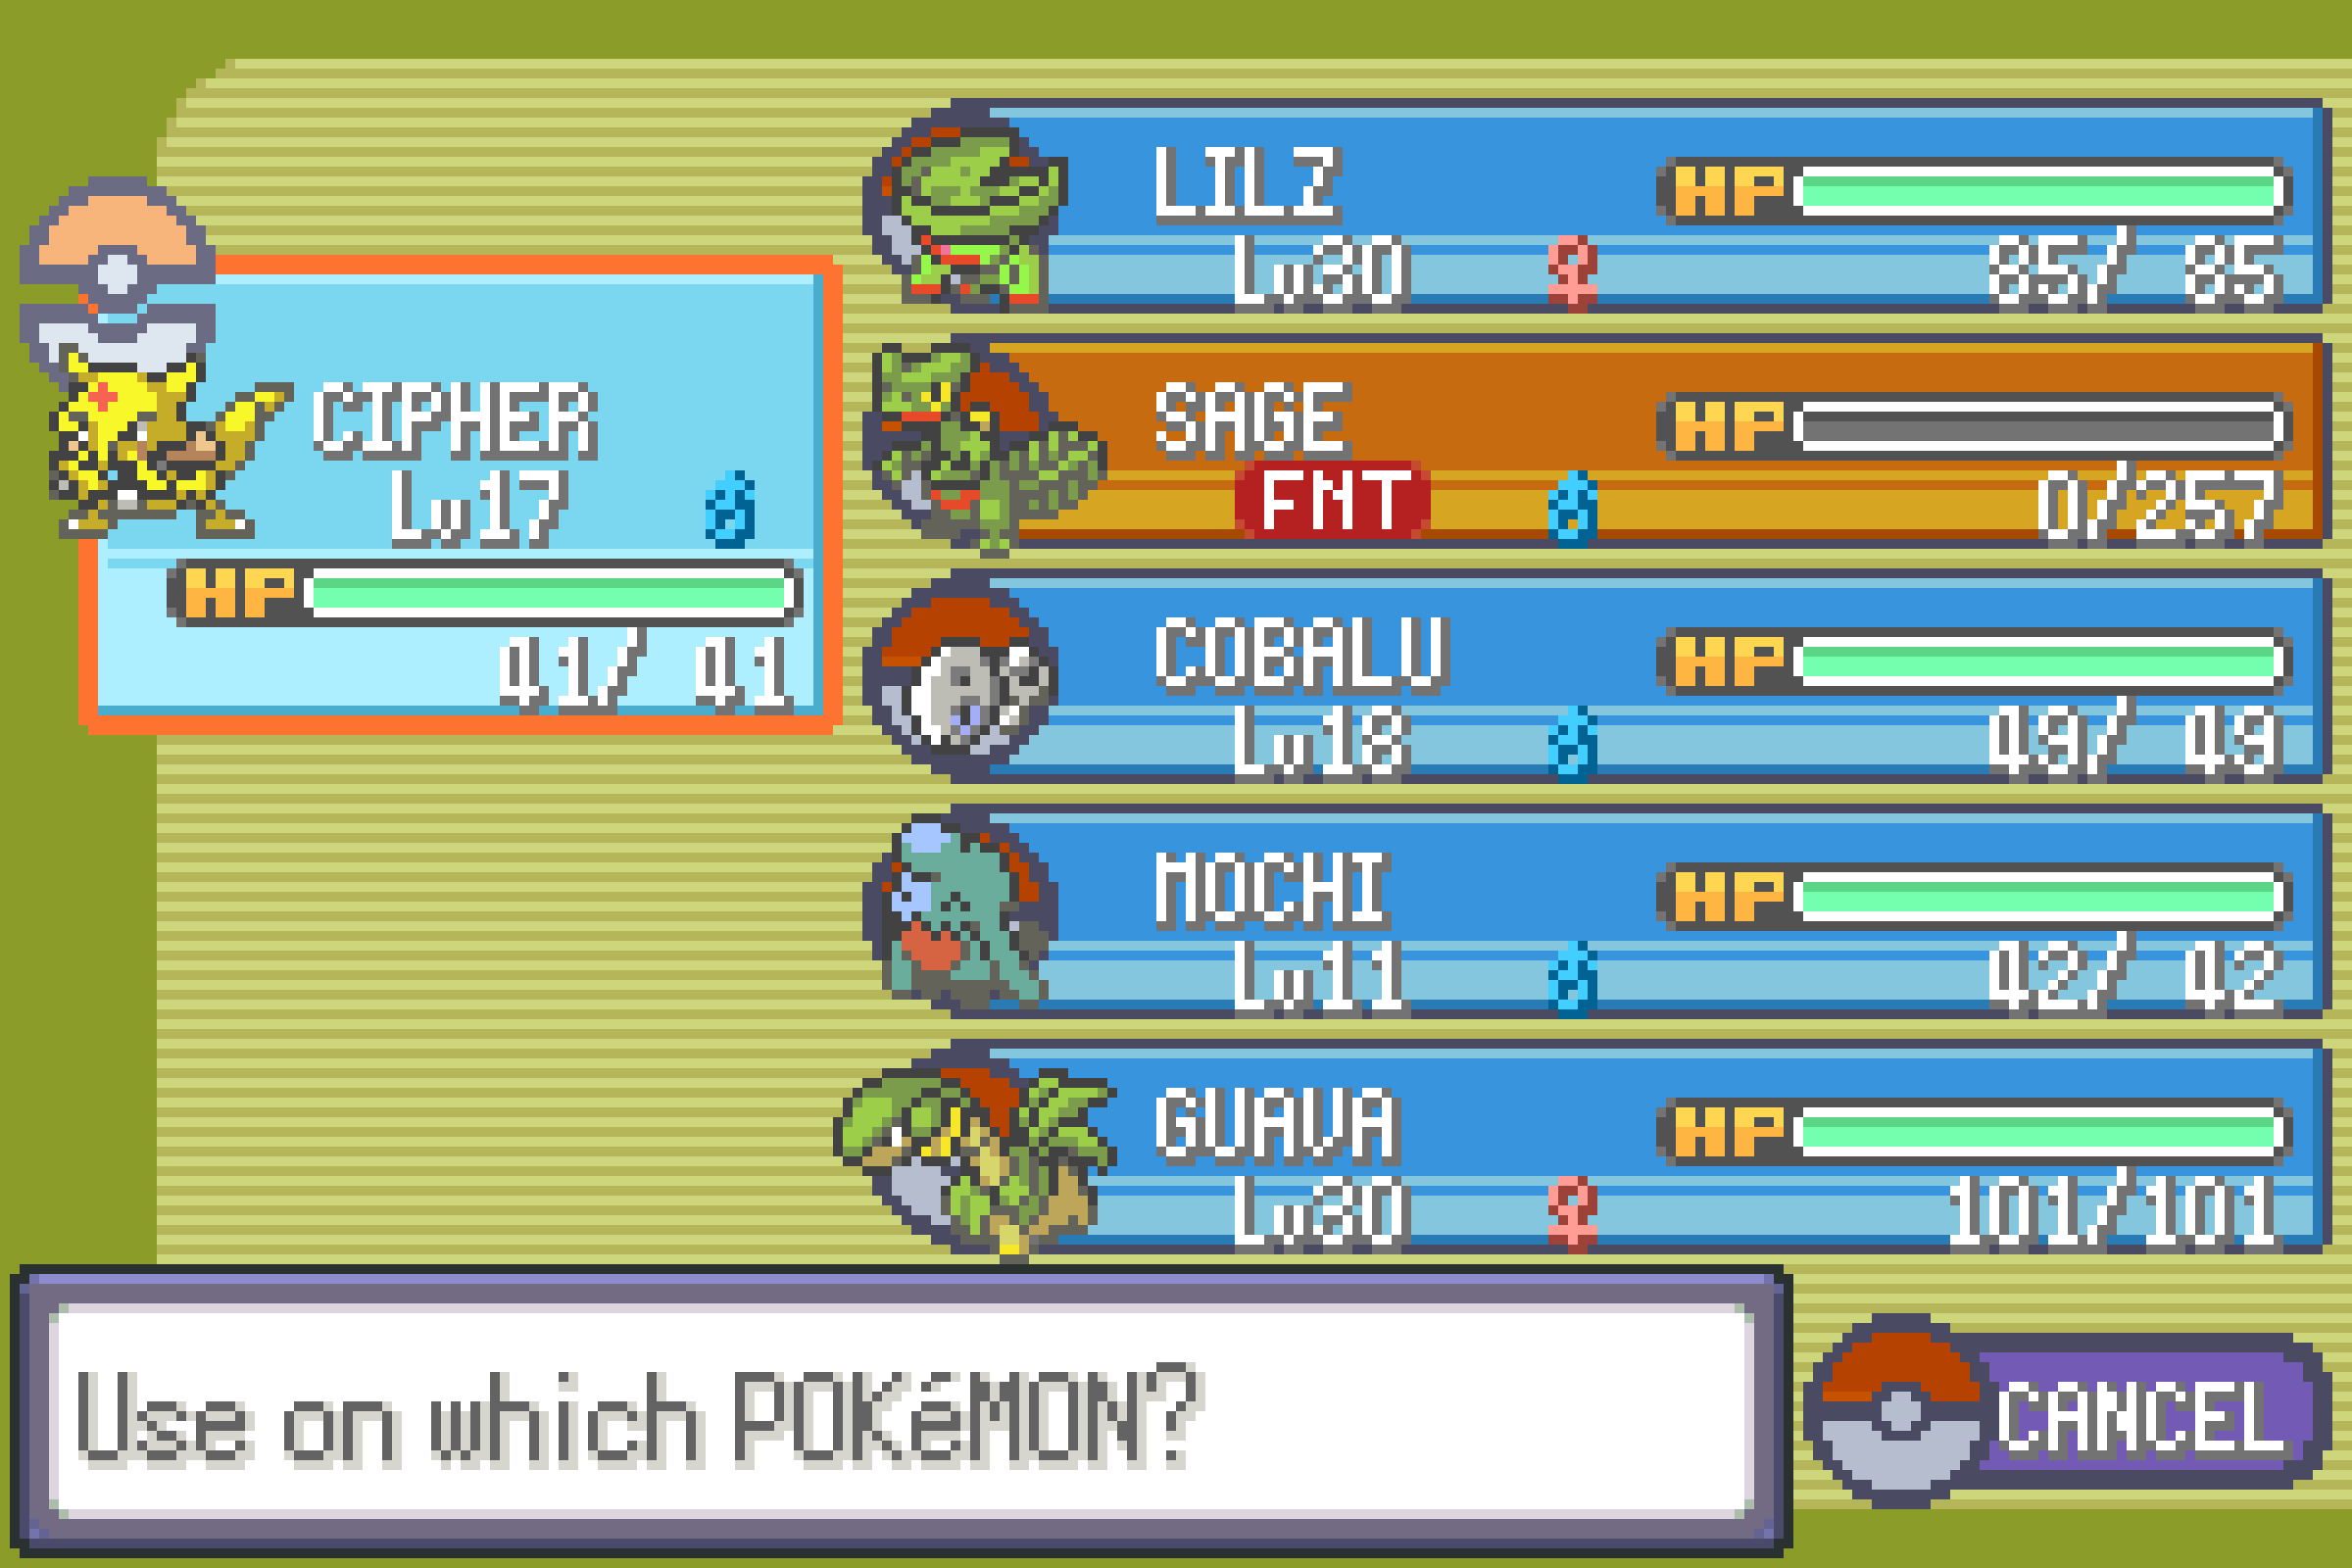 CIPHER
Lv17 ♂
HP
41/ 41
LILZ
HP
Lv30 ♀
85/ 85
SAGE
HP
FNT ♂
0/257
COBALU
HP
Lv18 ♂
49/ 49
MOCHI
HP
Lv11 ♂
42/ 42
GUAVA
HP
Lv30 ♀
101/101
Use on which POKéMON?
CANCEL